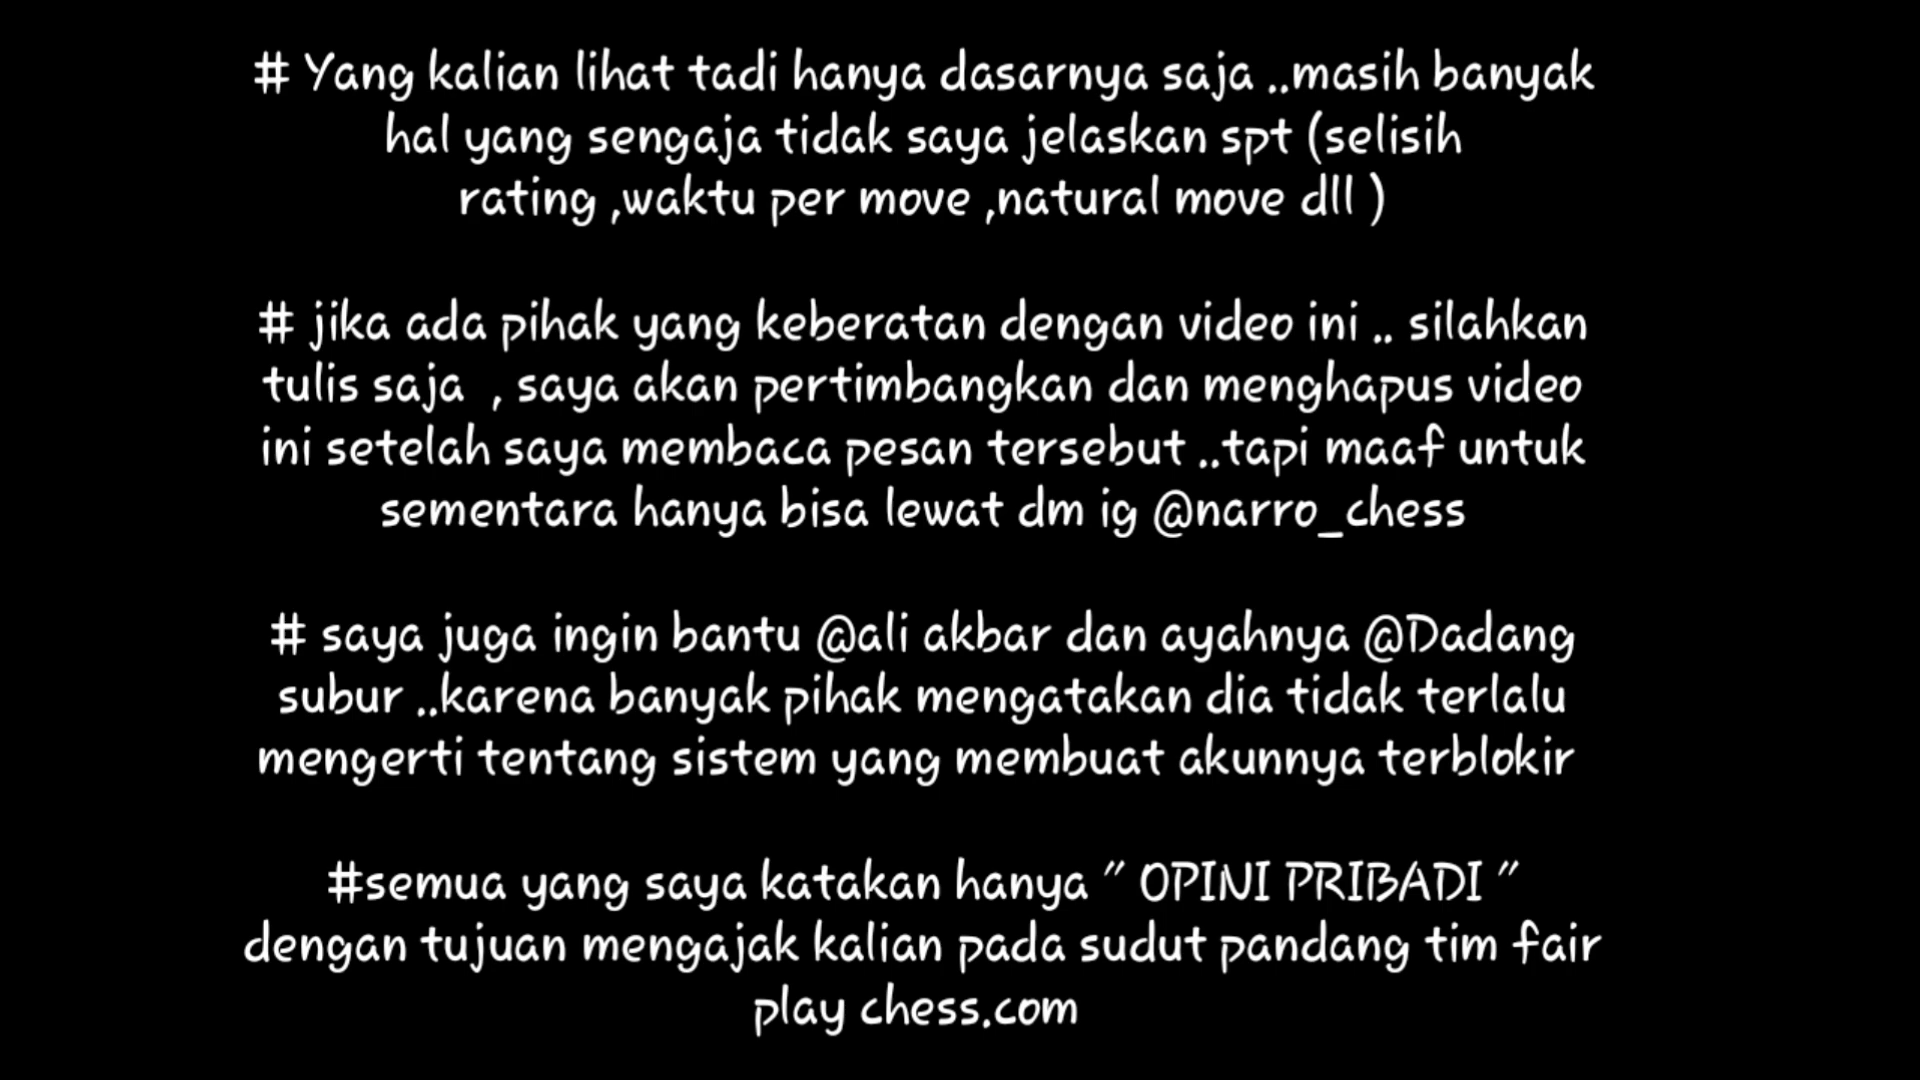 # Yang kalian lihat tadi hanya dasarnya saja ..masih banyak
hal yang sengaja tidak saya jelaskan spt (selisih
rating ,waktu per move ,natural move dll )
# jika ada pihak yang keberatan dengan video ini .. silahkan
tulis saja , saya akan pertimbangkan dan menghapus video
ini setelah saya membaca pesan tersebut ..tapi maaf untuk
sementara hanya bisa lewat dm ig @narro_chess
# saya juga ingin bantu @ali akbar dan ayahnya @Dadang
subur ..karena banyak pihak mengatakan dia tidak terlalu
mengerti tentang sistem yang membuat akunnya terblokir
#semua yang saya katakan hanya " OPINI PRIBADI "
dengan tujuan mengajak kalian pada sudut pandang tim fair
play chess.com